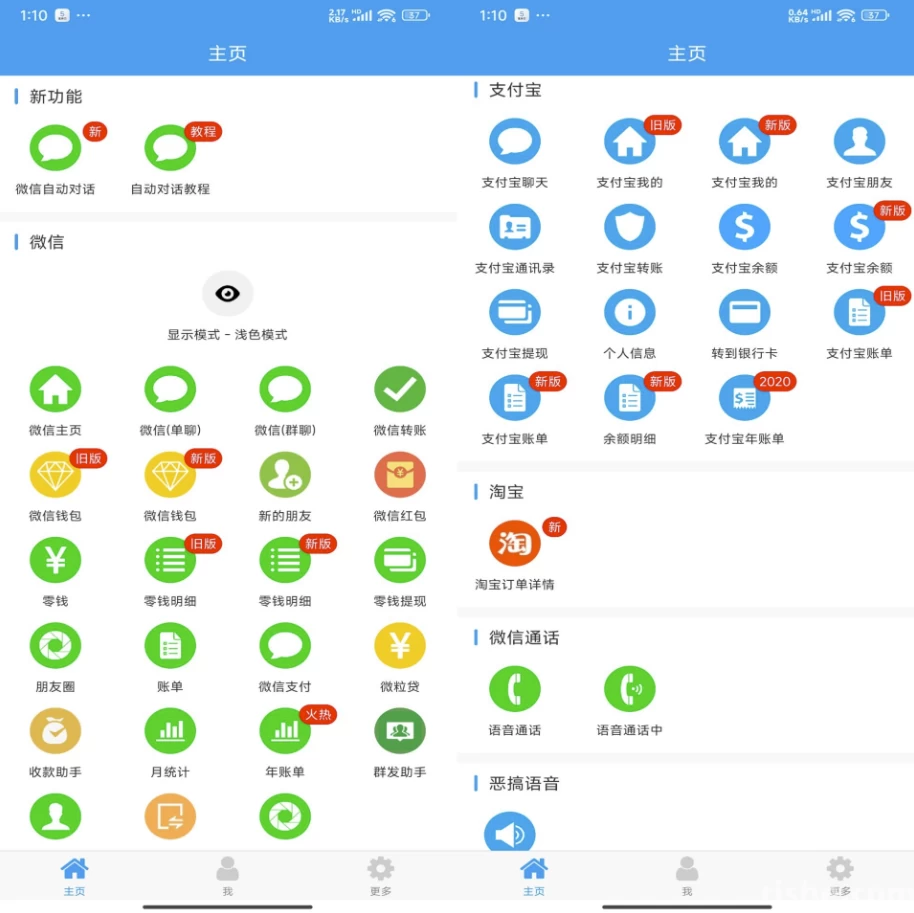 1:10 ··· 2.17 KB/s HD 6 37
主页
新功能
新 教程
微信自动对话 自动对话教程
微信
显示模式 - 浅色模式
微信主页 微信(单聊) 微信(群聊) 微信转账
旧版 新版
微信钱包 微信钱包 新的朋友 微信红包
旧版 新版
零钱 零钱明细 零钱明细 零钱提现
朋友圈 账单 微信支付 微粒贷
火热
收款助手 月统计 年账单 群发助手
主页 我 更多
1:10 ··· 0.64 KB/s HD 6 37
主页
支付宝
旧版 新版
支付宝聊天 支付宝我的 支付宝我的 支付宝朋友
新版
支付宝通讯录 支付宝转账 支付宝余额 支付宝余额
旧版
支付宝提现 个人信息 转到银行卡 支付宝账单
新版 新版 2020
支付宝账单 余额明细 支付宝年账单
淘宝
淘 新
淘宝订单详情
微信通话
语音通话 语音通话中
恶搞语音
主页 我 更多